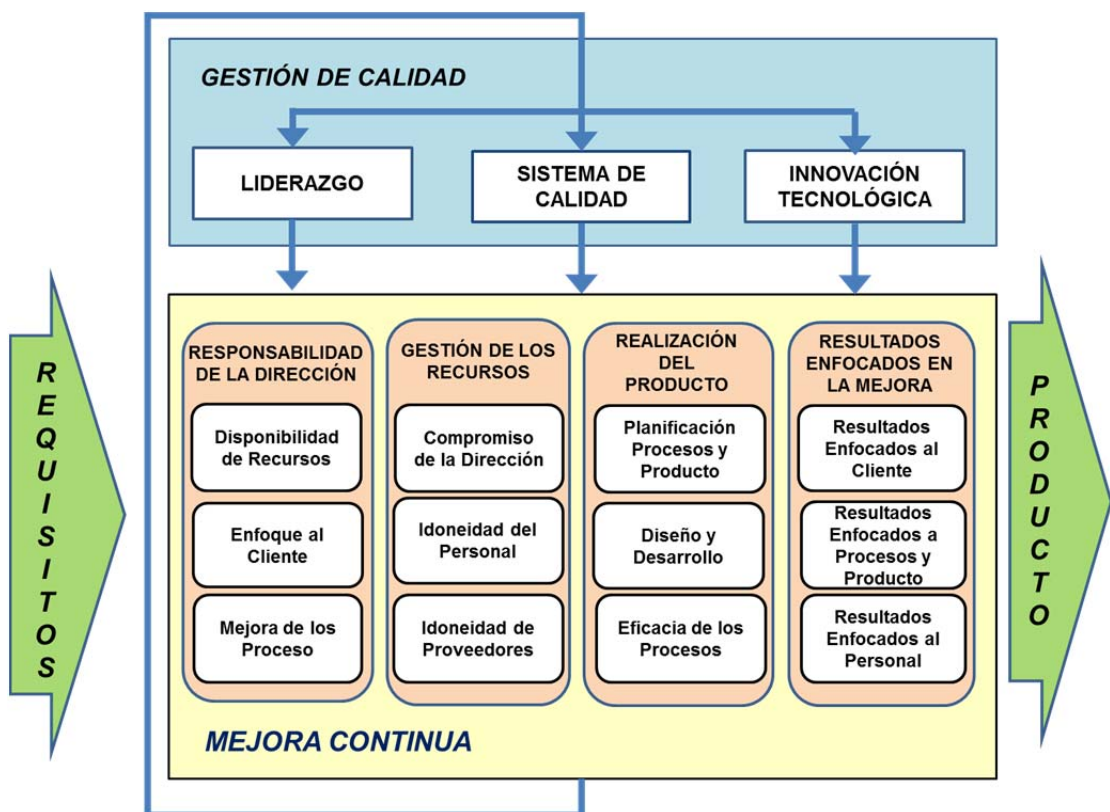 GESTIÓN DE CALIDAD
LIDERAZGO
SISTEMA DE
CALIDAD
INNOVACIÓN
TECNOLÓGICA
REQUISITOS
RESPONSABILIDAD
DE LA DIRECCIÓN
Disponibilidad
de Recursos
Enfoque al
Cliente
Mejora de los
Proceso
GESTIÓN DE LOS
RECURSOS
Compromiso
de la Dirección
Idoneidad del
Personal
Idoneidad de
Proveedores
REALIZACIÓN
DEL
PRODUCTO
Planificación
Procesos y
Producto
Diseño y
Desarrollo
Eficacia de los
Procesos
RESULTADOS
ENFOCADOS EN
LA MEJORA
Resultados
Enfocados al
Cliente
Resultados
Enfocados a
Procesos y
Producto
Resultados
Enfocados al
Personal
MEJORA CONTINUA
PRODUCTO